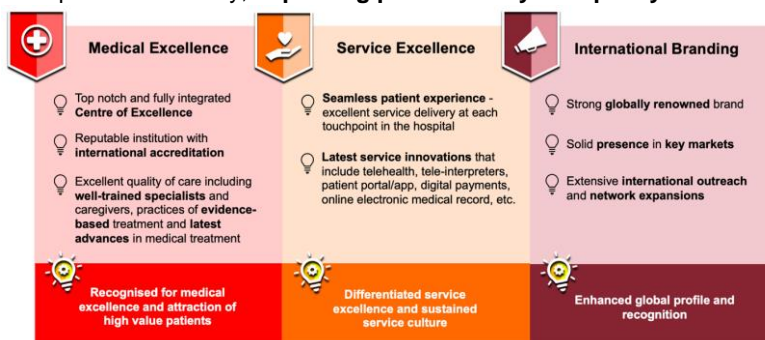 Medical Excellence
Top notch and fully integrated
Centre of Excellence
Reputable institution with
international accreditation
Excellent quality of care including
well-trained specialists and
caregivers, practices of evidence-
based treatment and latest
advances in medical treatment
Recognised for medical
excellence and attraction of
high value patients
Service Excellence
Seamless patient experience -
excellent service delivery at each
touchpoint in the hospital
Latest service innovations that
include telehealth, tele-interpreters,
patient portal/app, digital payments,
online electronic medical record, etc.
Differentiated service
excellence and sustained
service culture
International Branding
Strong globally renowned brand
Solid presence in key markets
Extensive international outreach
and network expansions
Enhanced global profile and
recognition